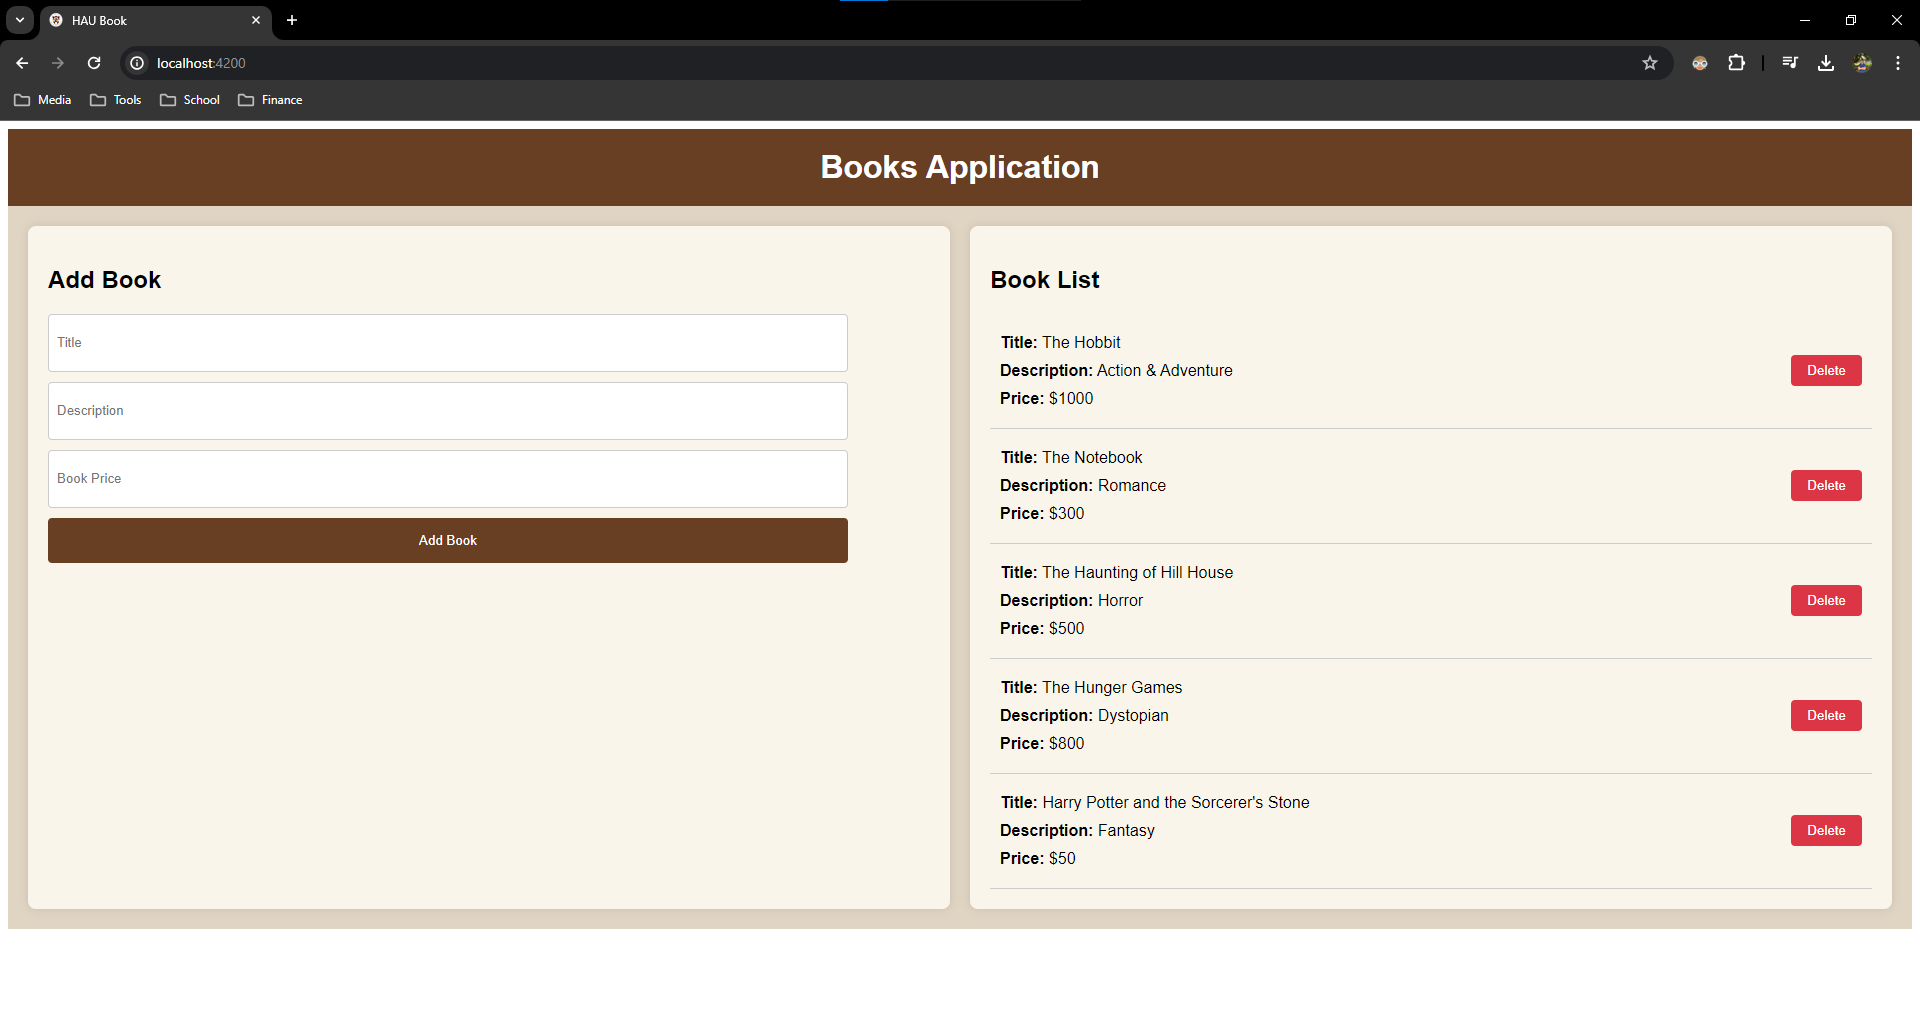 HAU Book
localhost:4200
Media Tools School Finance
Books Application
Add Book
Title
Description
Book Price
Add Book
Book List
Title: The Hobbit
Description: Action & Adventure
Price: $1000
Delete
Title: The Notebook
Description: Romance
Price: $300
Delete
Title: The Haunting of Hill House
Description: Horror
Price: $500
Delete
Title: The Hunger Games
Description: Dystopian
Price: $800
Delete
Title: Harry Potter and the Sorcerer's Stone
Description: Fantasy
Price: $50
Delete